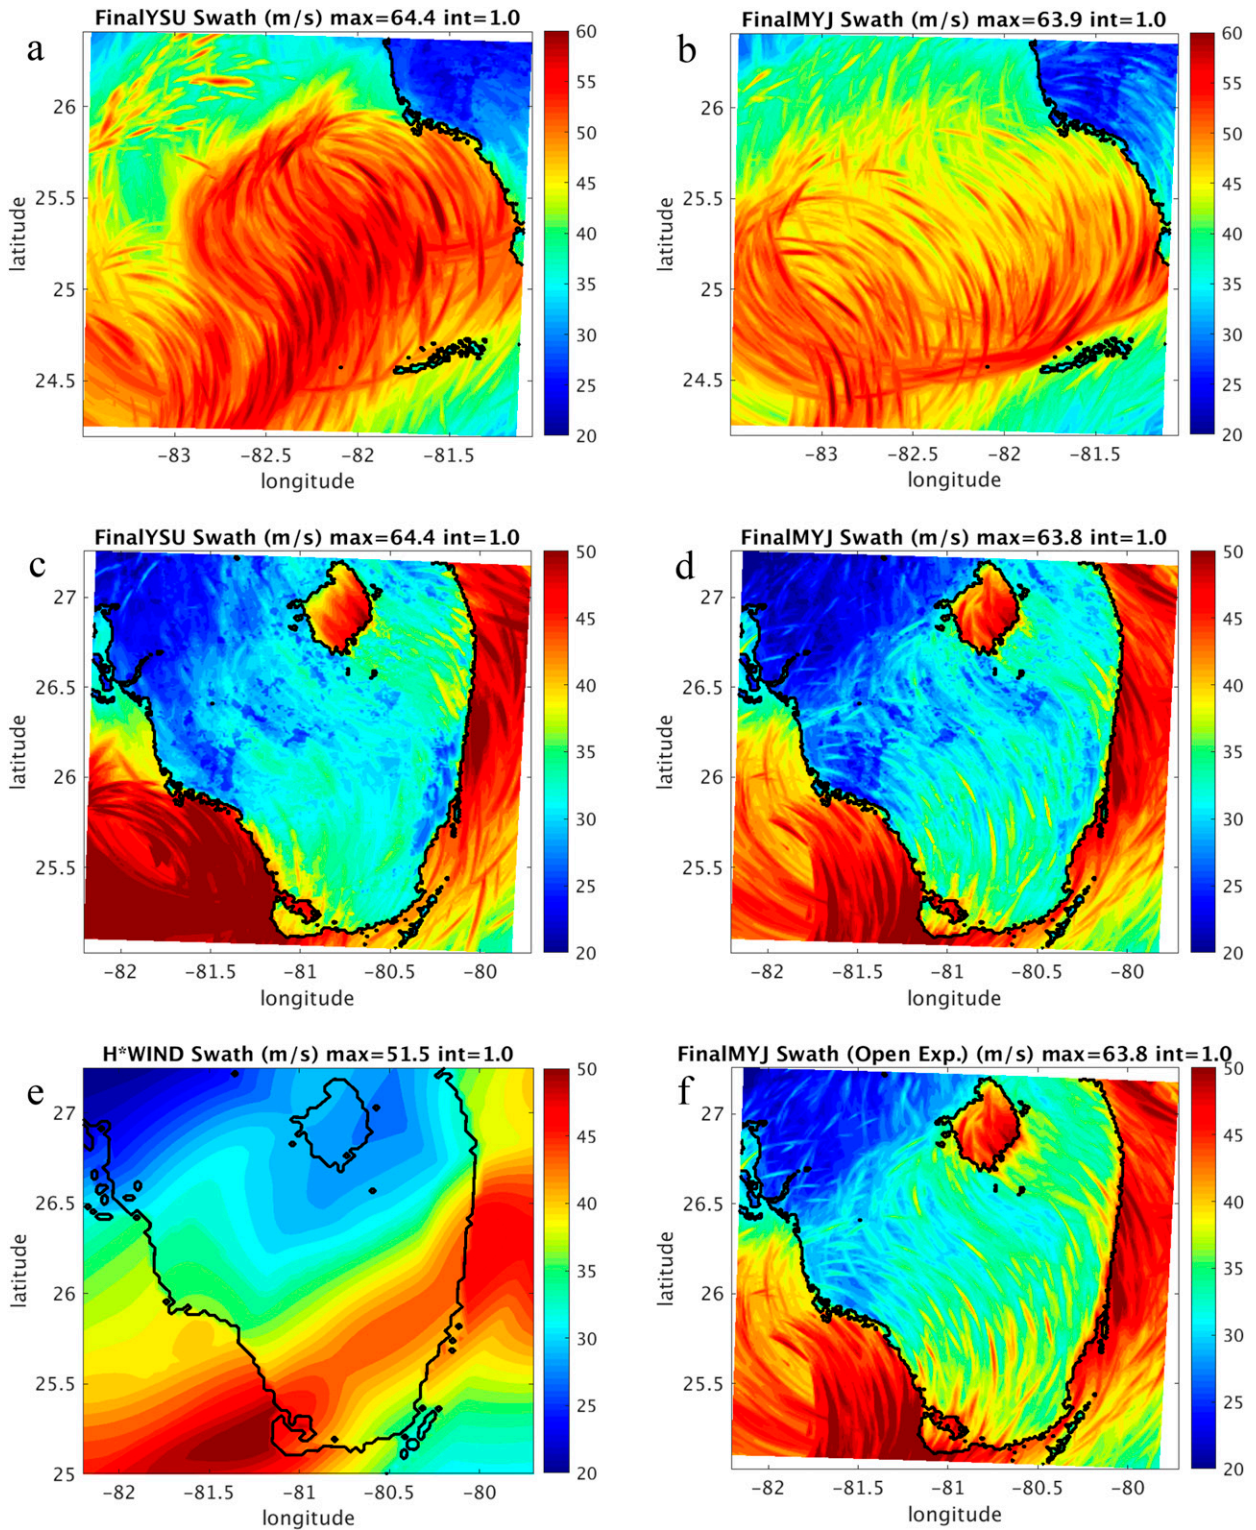 FinalYSU Swath (m/s) max=64.4 int=1.0
a
latitude
26
25.5
25
24.5
-83 -82.5 -82 -81.5
longitude
60
55
50
45
40
35
30
25
20
FinalMYJ Swath (m/s) max=63.9 int=1.0
b
latitude
26
25.5
25
24.5
-83 -82.5 -82 -81.5
longitude
60
55
50
45
40
35
30
25
20
FinalYSU Swath (m/s) max=64.4 int=1.0
c
latitude
27
26.5
26
25.5
-82 -81.5 -81 -80.5 -80
longitude
50
45
40
35
30
25
20
FinalMYJ Swath (m/s) max=63.8 int=1.0
d
latitude
27
26.5
26
25.5
-82 -81.5 -81 -80.5 -80
longitude
50
45
40
35
30
25
20
H*WIND Swath (m/s) max=51.5 int=1.0
e
latitude
27
26.5
26
25.5
25
-82 -81.5 -81 -80.5 -80
longitude
50
45
40
35
30
25
20
FinalMYJ Swath (Open Exp.) (m/s) max=63.8 int=1.0
f
latitude
27
26.5
26
25.5
-82 -81.5 -81 -80.5 -80
longitude
50
45
40
35
30
25
20